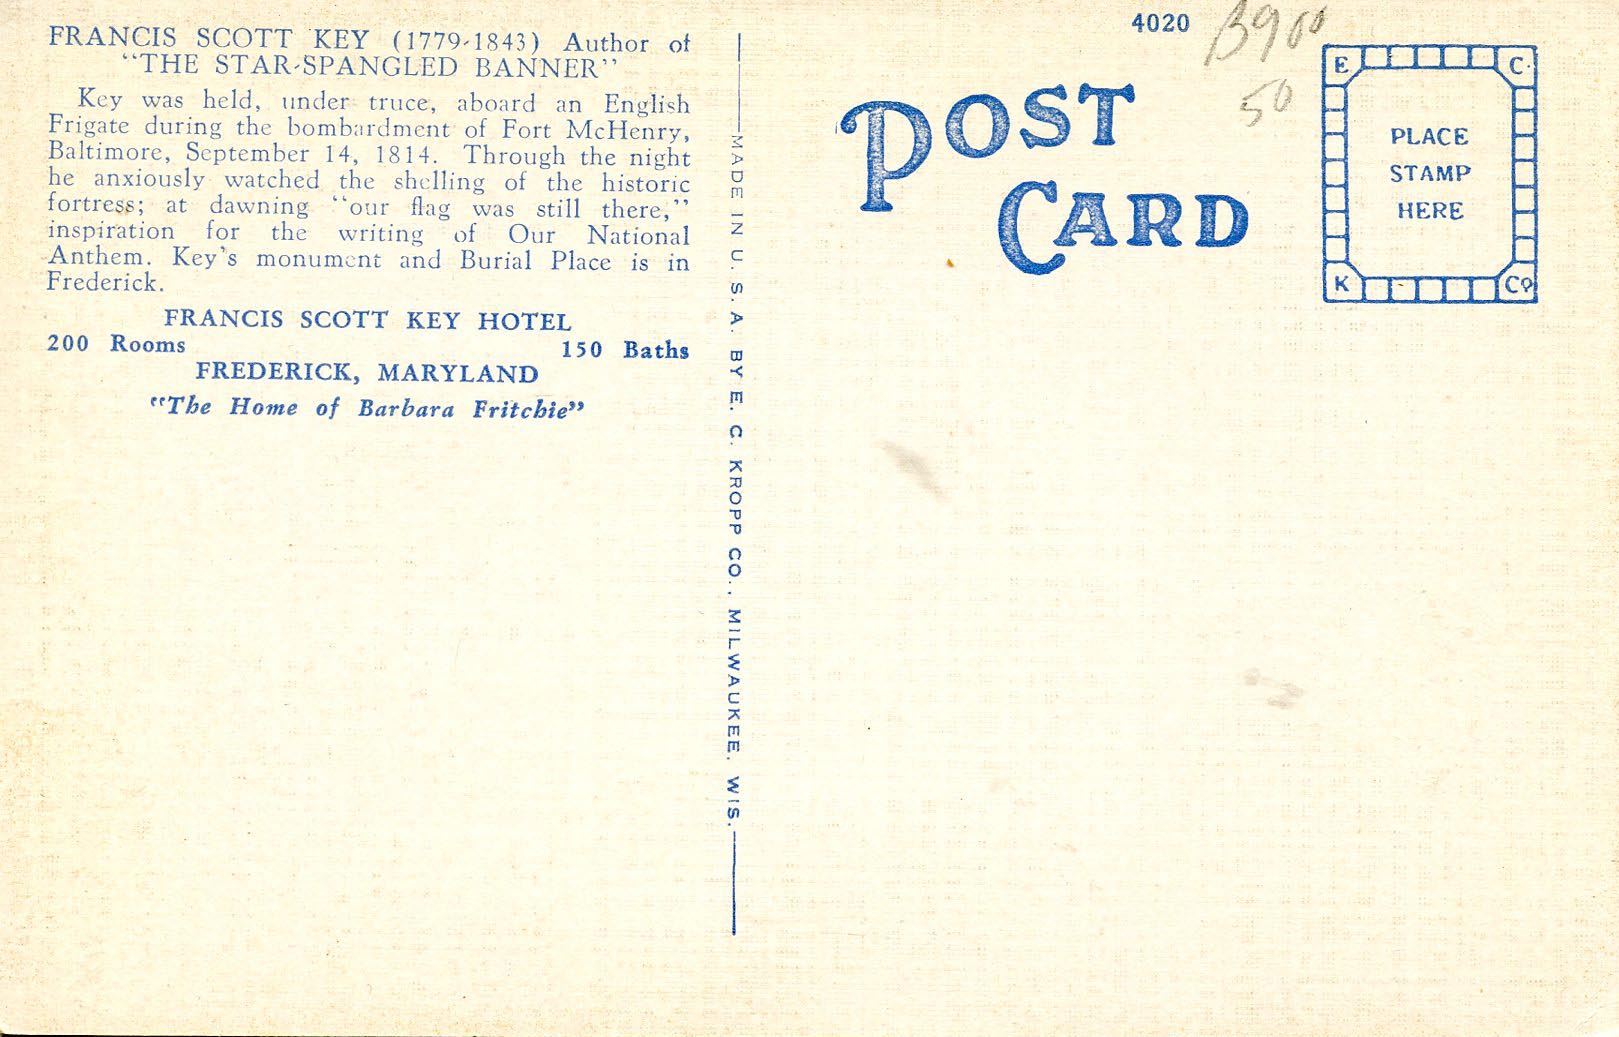 FRANCIS SCOTT KEY (1779-1843) Author of
"THE STAR-SPANGLED BANNER"
Key was held, under truce, aboard an English
Frigate during the bombardment of Fort McHenry,
Baltimore, September 14, 1814. Through the night
he anxiously watched the shelling of the historic
fortress; at dawning "our flag was still there,"
inspiration for the writing of Our National
Anthem. Key's monument and Burial Place is in
Frederick.
FRANCIS SCOTT KEY HOTEL
200 Rooms 150 Baths
FREDERICK, MARYLAND
"The Home of Barbara Fritchie"
MADE IN U. S. A. BY E. C. KROPP CO., MILWAUKEE, WIS.
4020
50
POST
CARD
E C.
PLACE
STAMP
HERE
K Co